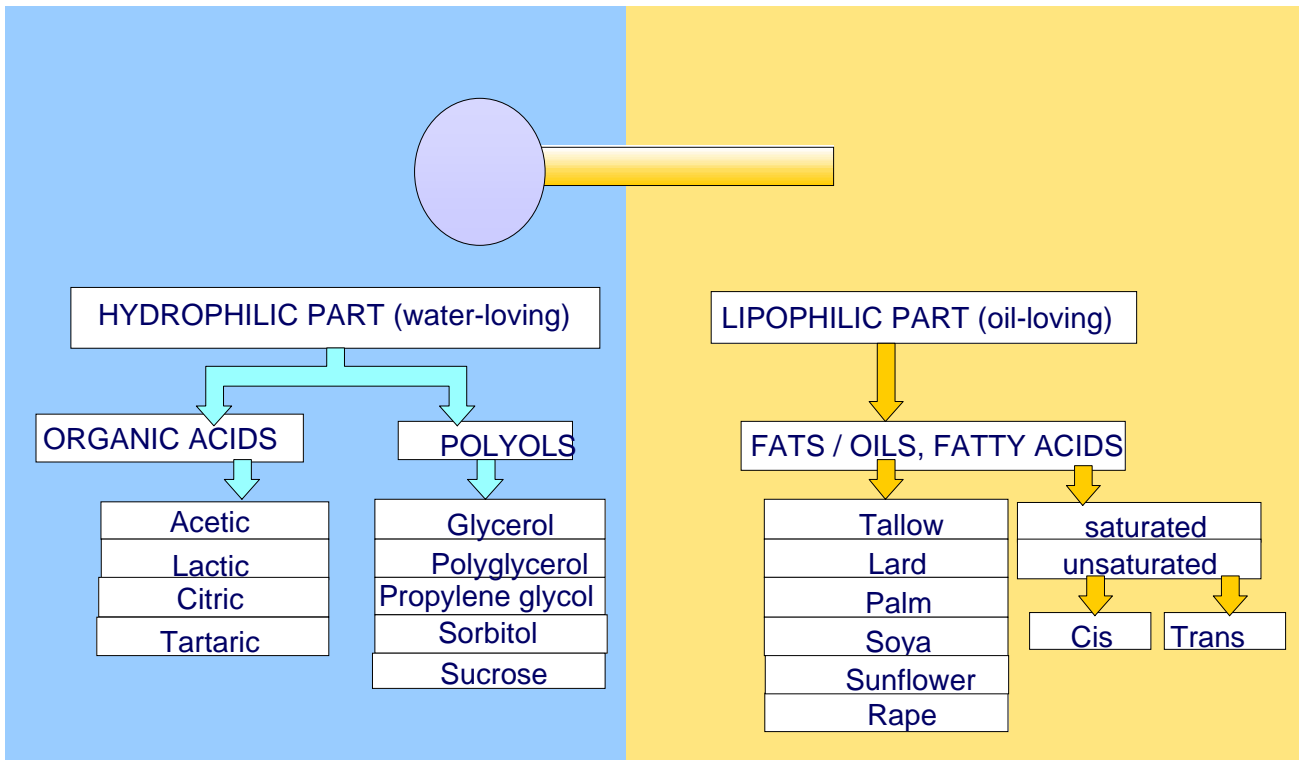 HYDROPHILIC PART (water-loving)
LIPOPHILIC PART (oil-loving)
ORGANIC ACIDS
POLYOLS
FATS / OILS, FATTY ACIDS
Acetic
Lactic
Citric
Tartaric
Glycerol
Polyglycerol
Propylene glycol
Sorbitol
Sucrose
Tallow
Lard
Palm
Soya
Sunflower
Rape
saturated
unsaturated
Cis
Trans